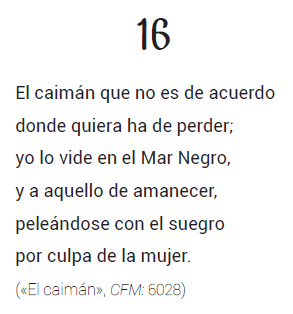 16
El caimán que no es de acuerdo
donde quiera ha de perder;
yo lo vide en el Mar Negro,
y a aquello de amanecer,
peleándose con el suegro
por culpa de la mujer.
(«El caimán», CFM: 6028)